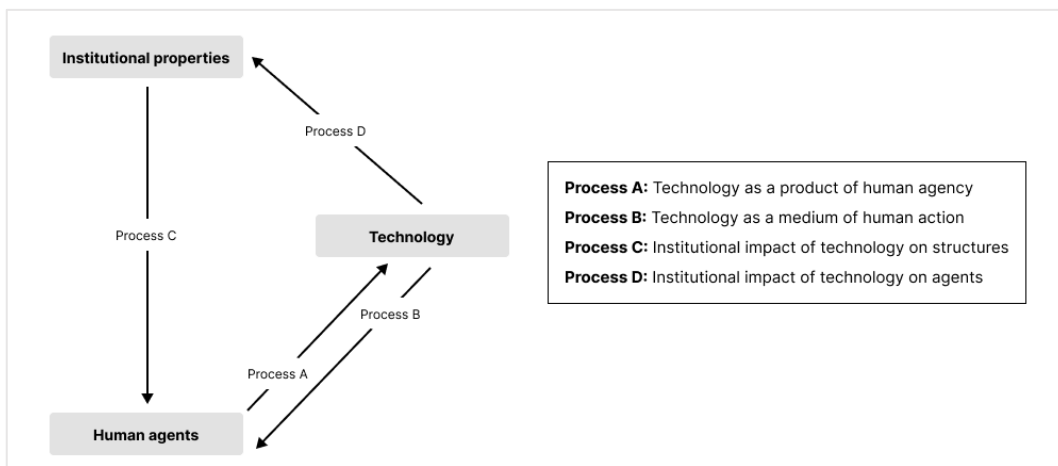 Institutional properties
Process D
Process C
Technology
Process B
Process A
Human agents
Process A: Technology as a product of human agency
Process B: Technology as a medium of human action
Process C: Institutional impact of technology on structures
Process D: Institutional impact of technology on agents